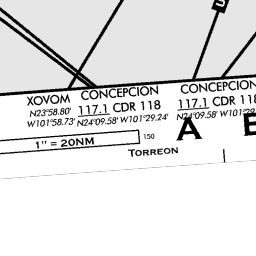 XOVOM CONCEPCION CONCEPCION
117.1 CDR 118 117.1 CDR 118
N23°58.80'
W101°58.73' N24°09.58' W101°29.24' N24°09.58' W101°29
1" = 20NM 150 A
TORREON